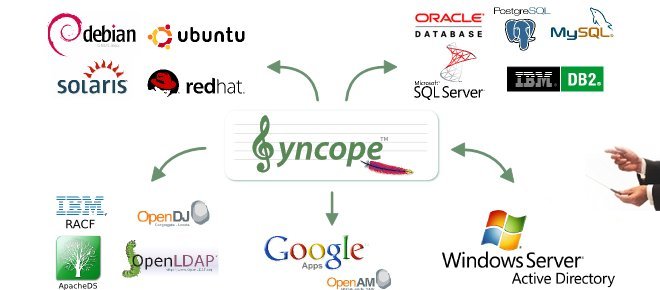 debian
ubuntu
solaris
redhat.
ORACLE
DATABASE
PostgreSQL
MySQL
Microsoft
SQL Server
IBM DB2
Syncope™
IBM
RACF
OpenDJ
ApacheDS
OpenLDAP
Google
Apps
OpenAM
Windows Server
Active Directory